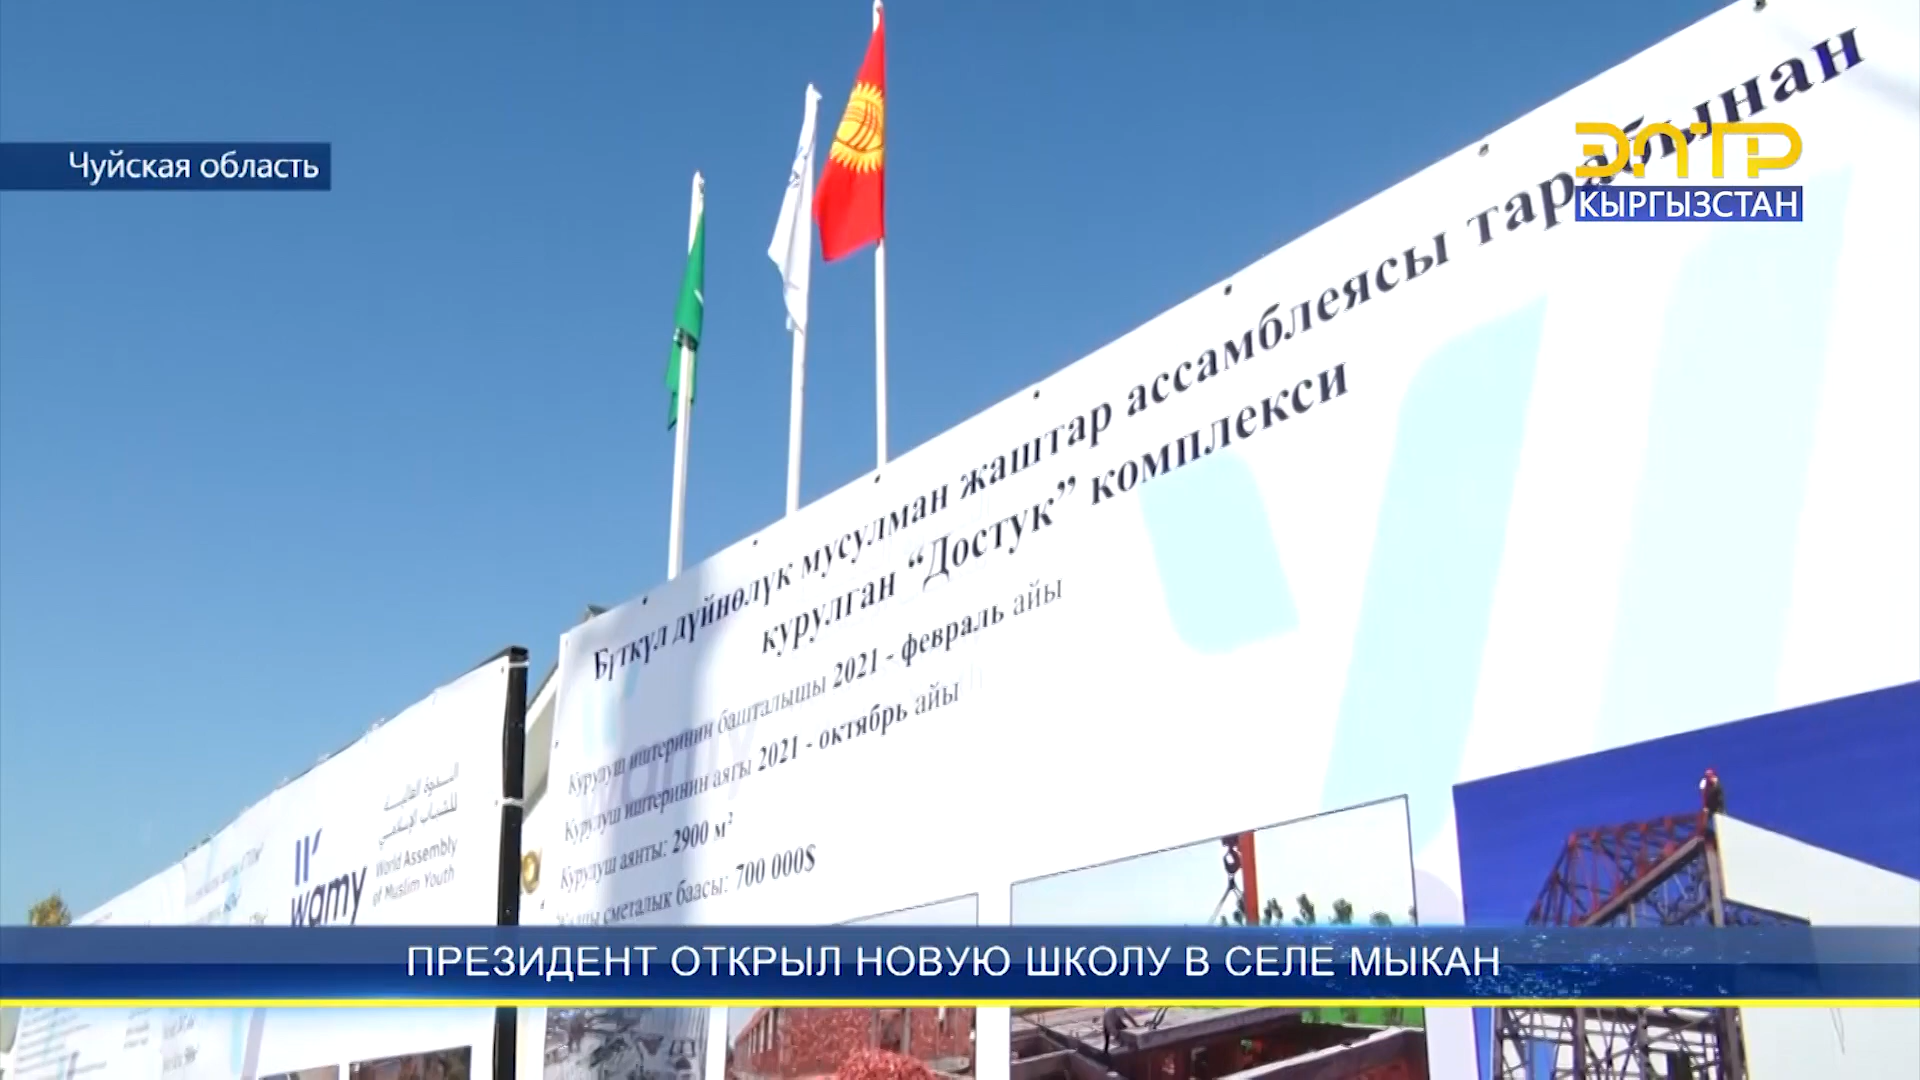 Чуйская область
ЭЛТР
КЫРГЫЗСТАН
Бүткүл дүйнөлүк мусулман жаштар ассамблеясы тарабынан
курулган “Достук” комплекси
Курулуш иштеринин башталышы 2021 - февраль айы
Курулуш иштеринин аягы 2021 - октябрь айы
Курулуш аянты: 2900 м²
сметалык баасы: 700 000$
الندوة العالمية
للشباب الإسلامي
World Assembly
of Muslim Youth
wamy
ПРЕЗИДЕНТ ОТКРЫЛ НОВУЮ ШКОЛУ В СЕЛЕ МЫКАН